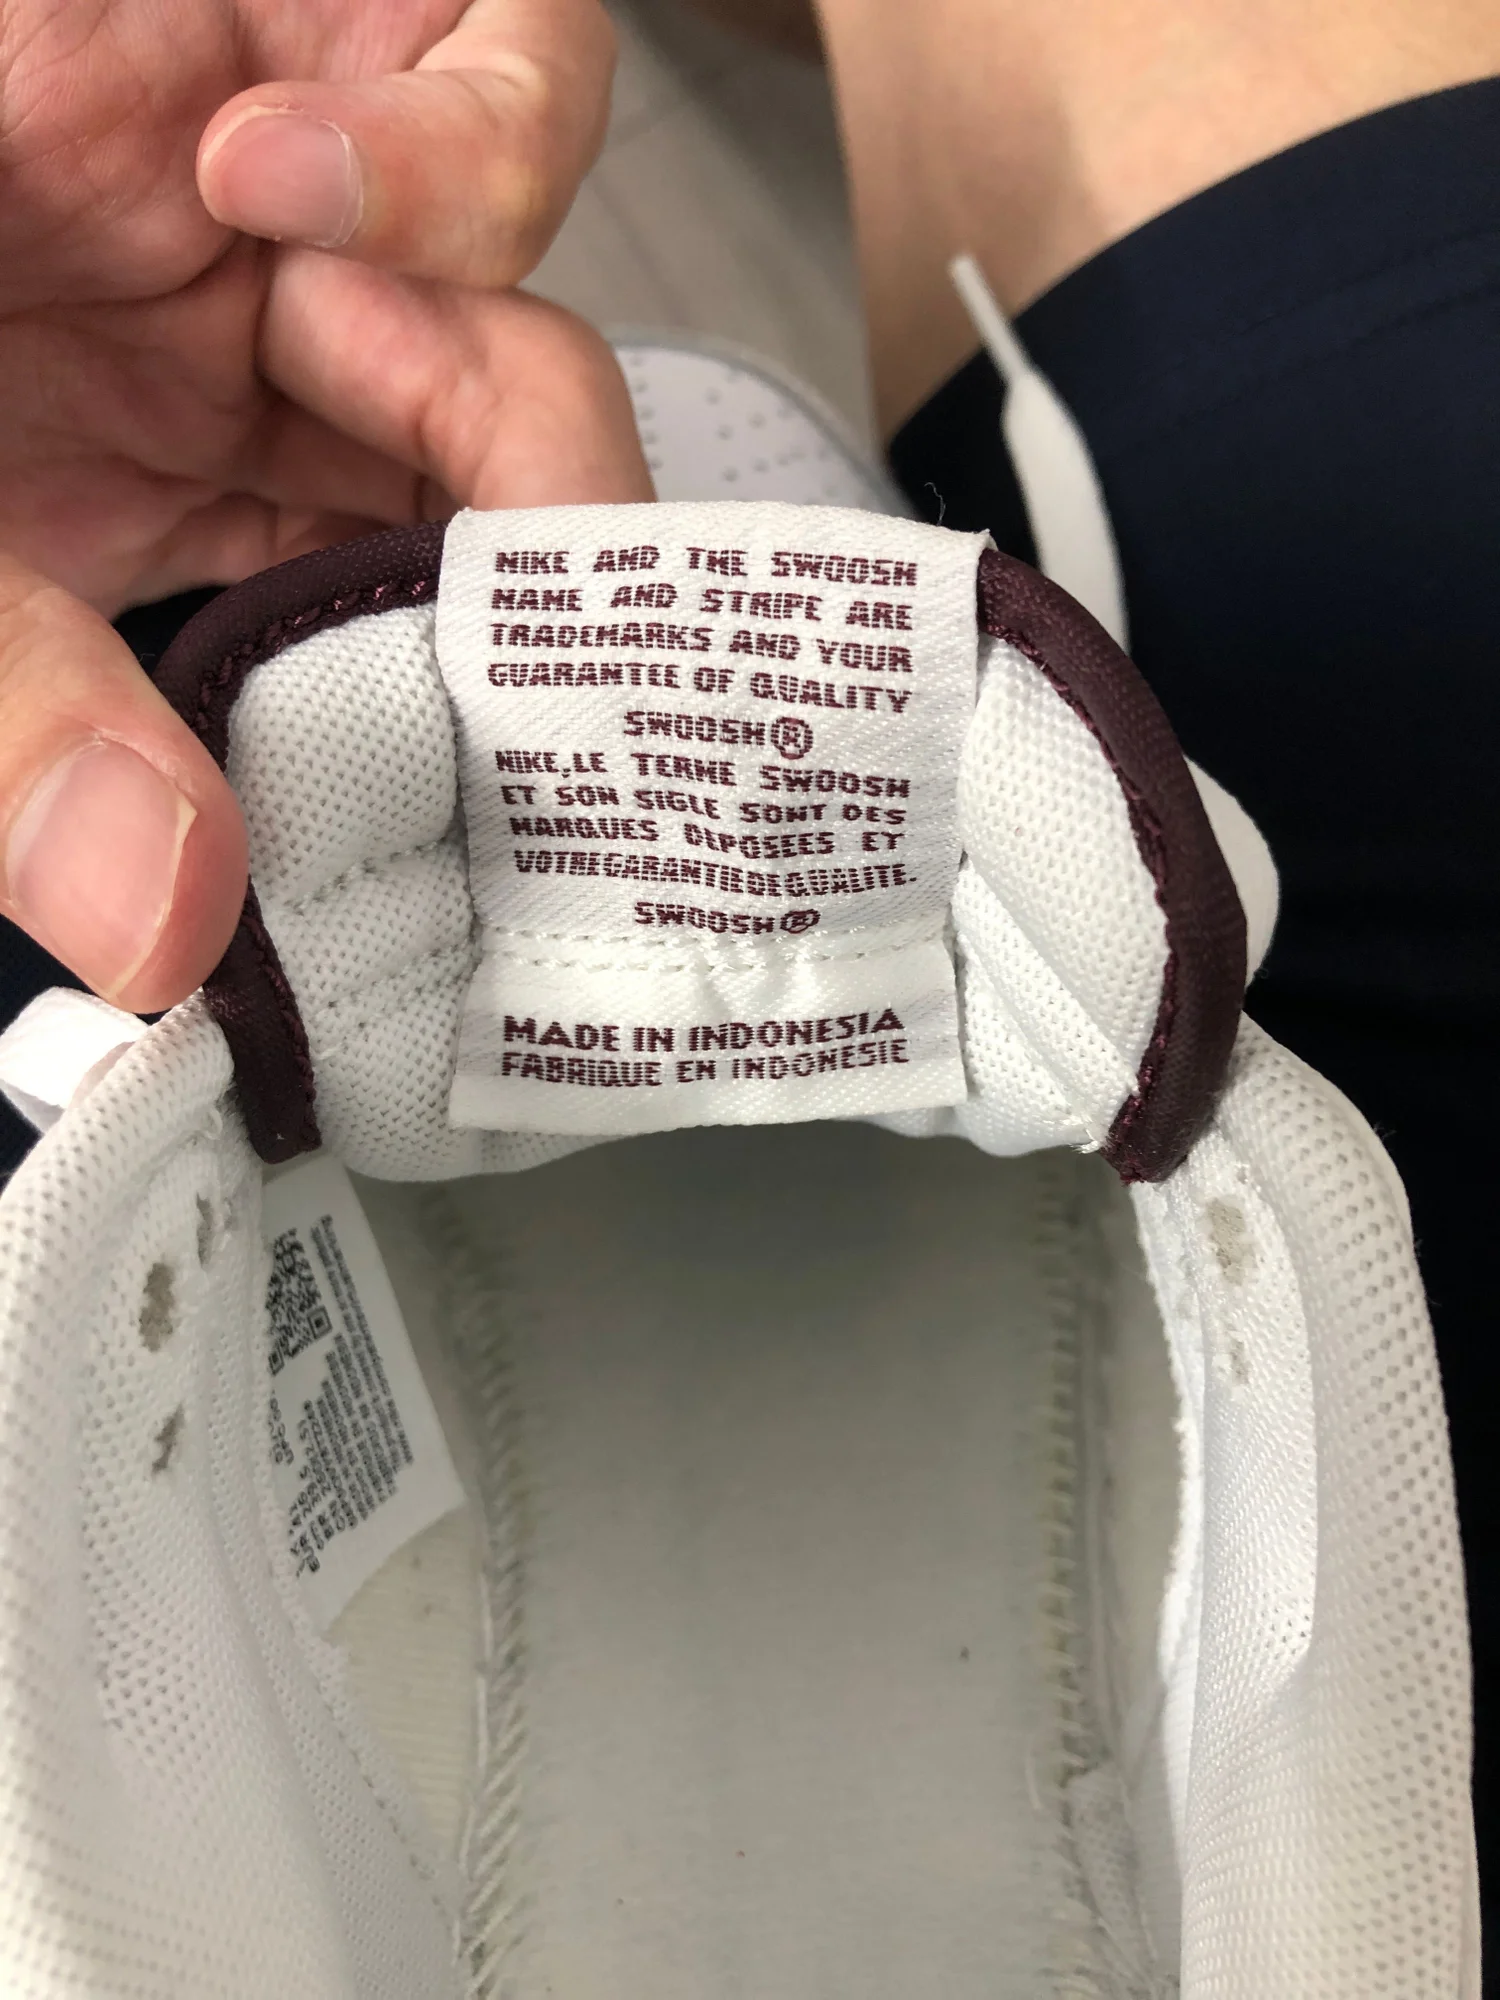 NIKE AND THE SWOOSH
NAME AND STRIPE ARE
TRADEMARKS AND YOUR
GUARANTEE OF QUALITY
SWOOSH®
NIKE,LE TERME SWOOSH
ET SON SIGLE SONT DES
MARQUES DEPOSEES ET
VOTREGARANTIEDEQUALITE.
SWOOSH®
MADE IN INDONESIA
FABRIQUE EN INDONESIE